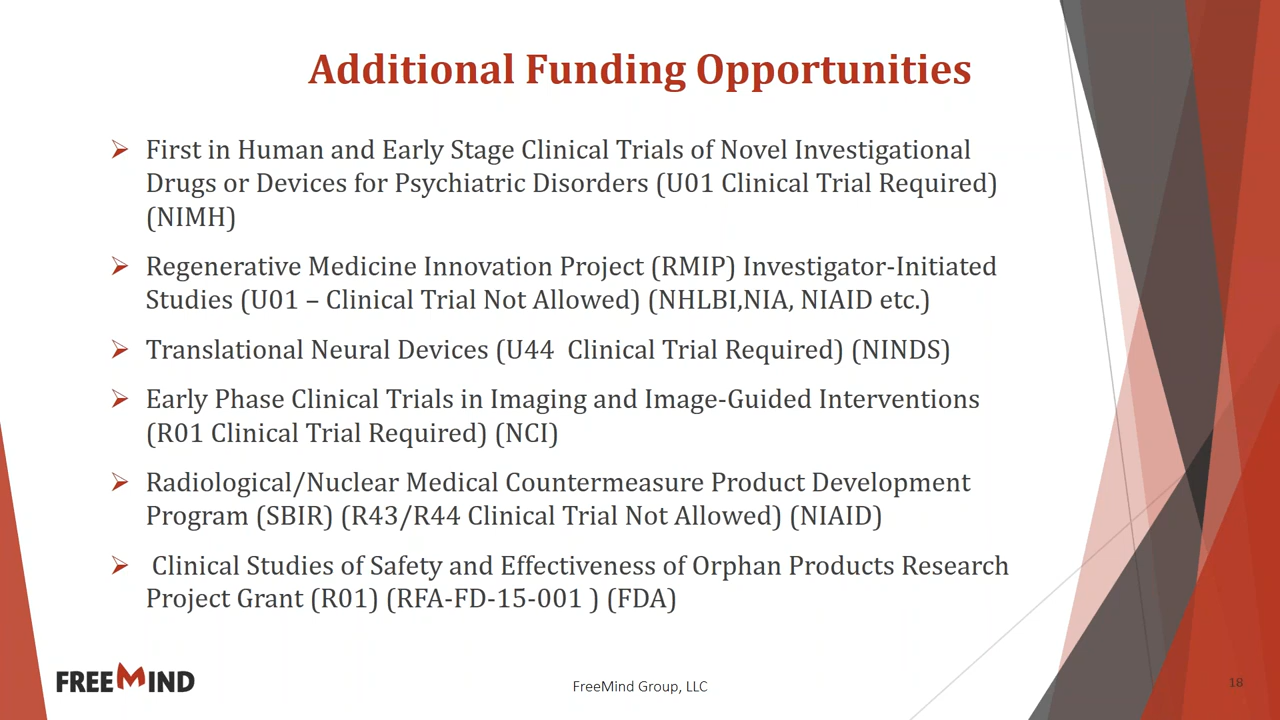 Additional Funding Opportunities
First in Human and Early Stage Clinical Trials of Novel Investigational
Drugs or Devices for Psychiatric Disorders (U01 Clinical Trial Required)
(NIMH)
Regenerative Medicine Innovation Project (RMIP) Investigator-Initiated
Studies (U01 – Clinical Trial Not Allowed) (NHLBI,NIA, NIAID etc.)
Translational Neural Devices (U44  Clinical Trial Required) (NINDS)
Early Phase Clinical Trials in Imaging and Image-Guided Interventions
(R01 Clinical Trial Required) (NCI)
Radiological/Nuclear Medical Countermeasure Product Development
Program (SBIR) (R43/R44 Clinical Trial Not Allowed) (NIAID)
Clinical Studies of Safety and Effectiveness of Orphan Products Research
Project Grant (R01) (RFA-FD-15-001 ) (FDA)
FREEMIND
FreeMind Group, LLC
18